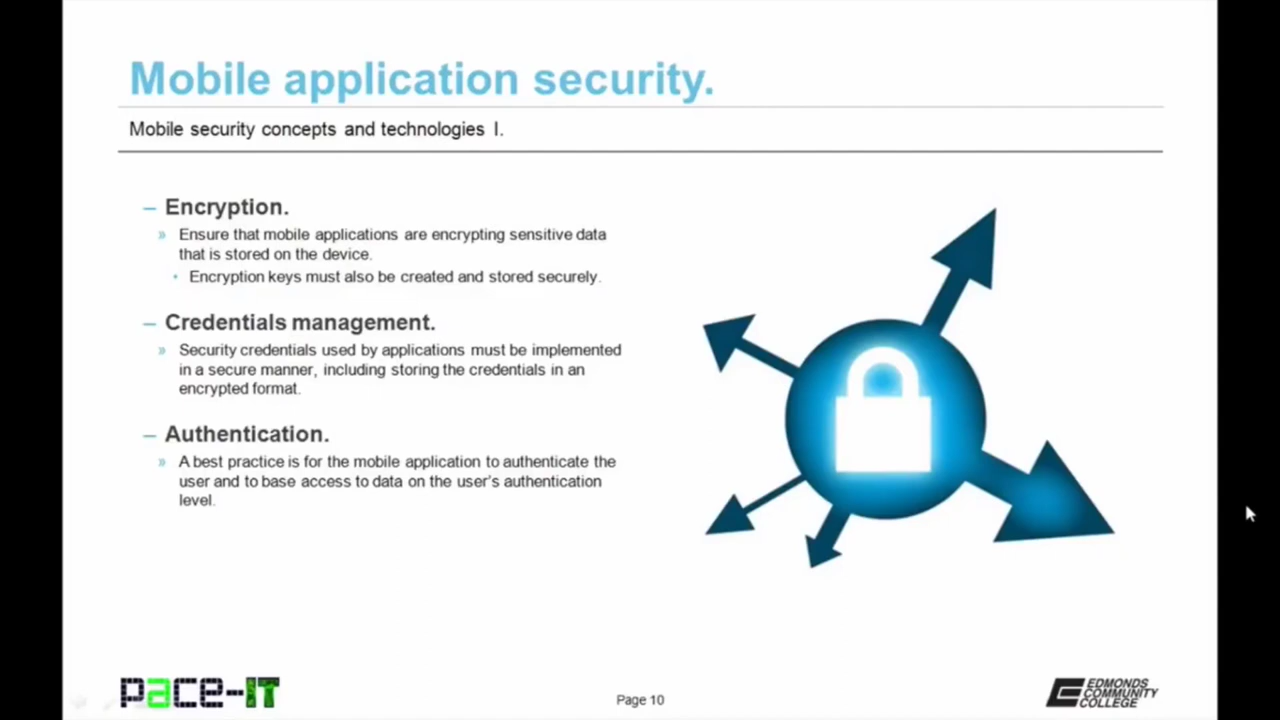 Mobile application security.
Mobile security concepts and technologies I.
– Encryption.
» Ensure that mobile applications are encrypting sensitive data
that is stored on the device.
• Encryption keys must also be created and stored securely.
– Credentials management.
» Security credentials used by applications must be implemented
in a secure manner, including storing the credentials in an
encrypted format.
– Authentication.
» A best practice is for the mobile application to authenticate the
user and to base access to data on the user's authentication
level.
pace-IT
Page 10
EDMONDS
COMMUNITY
COLLEGE